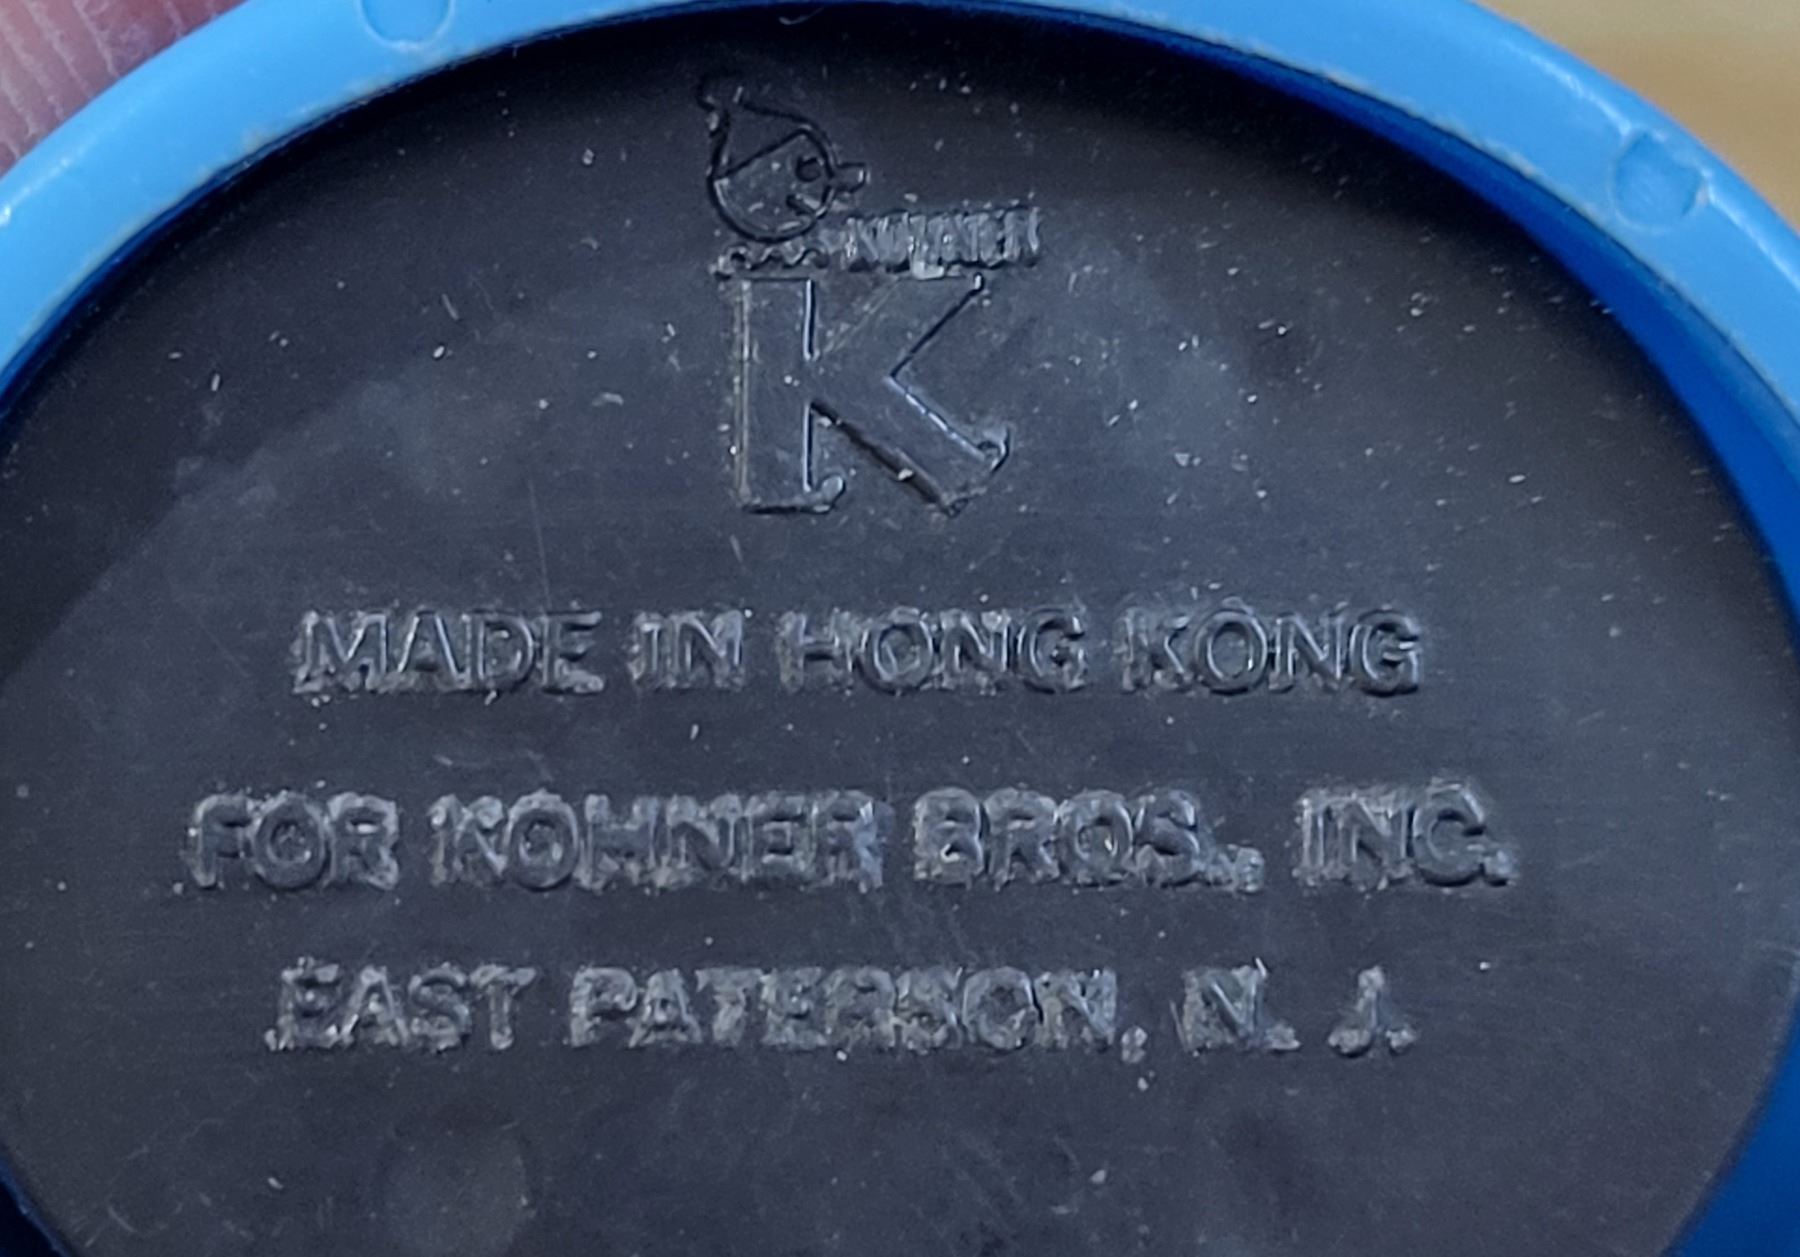 KOHNER
K
MADE IN HONG KONG
FOR KOHNER BROS., INC.
EAST PATERSON, N. J.